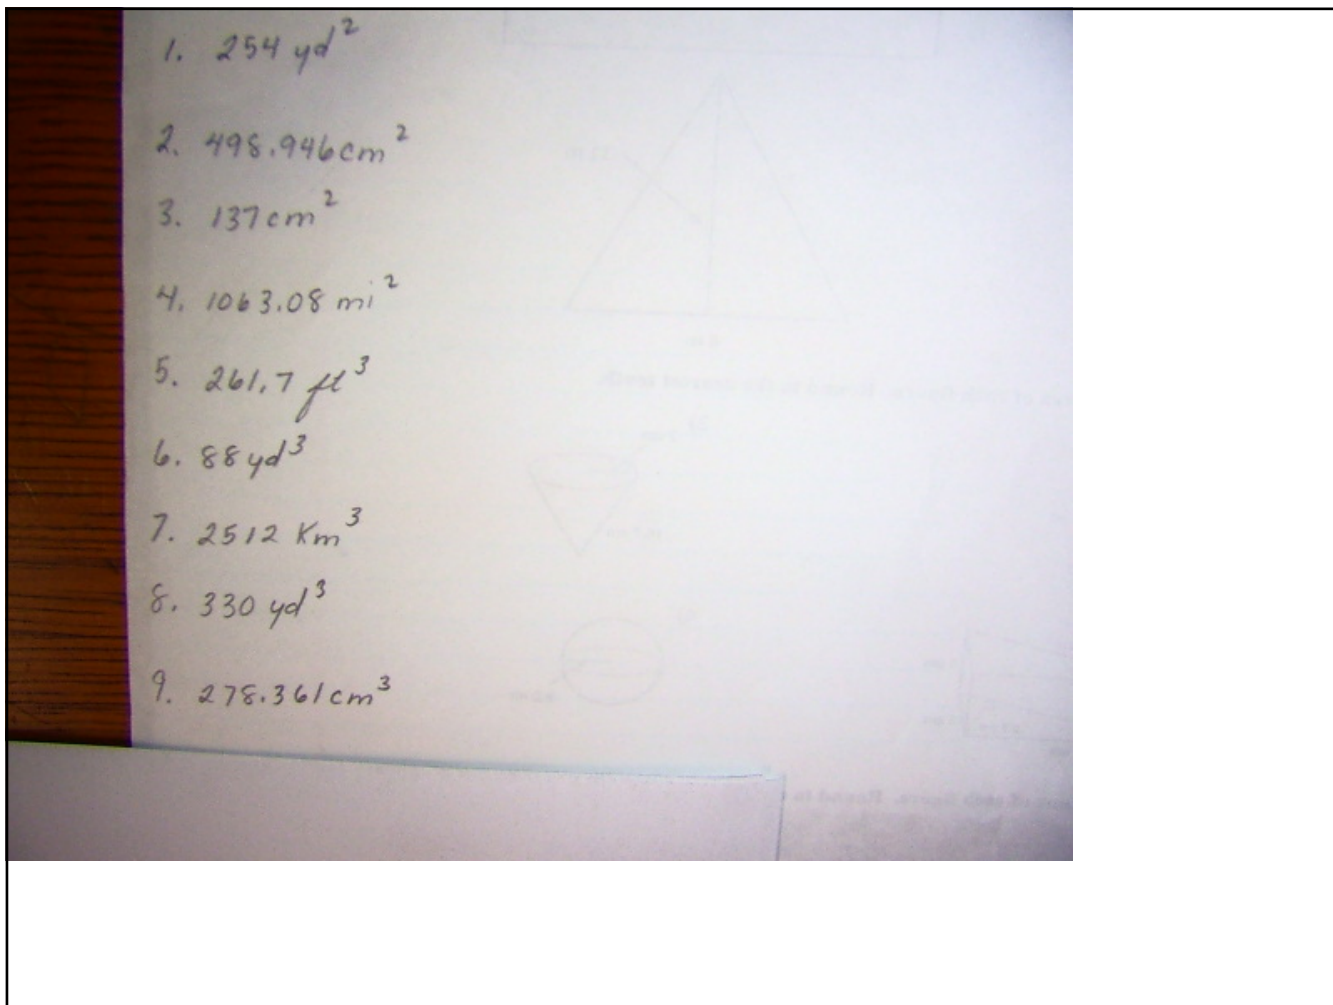 1. 254 yd²
2. 498.946 cm²
3. 137 cm²
4. 1063.08 mi²
5. 261.7 ft³
6. 88 yd³
7. 2512 Km³
8. 330 yd³
9. 278.361 cm³